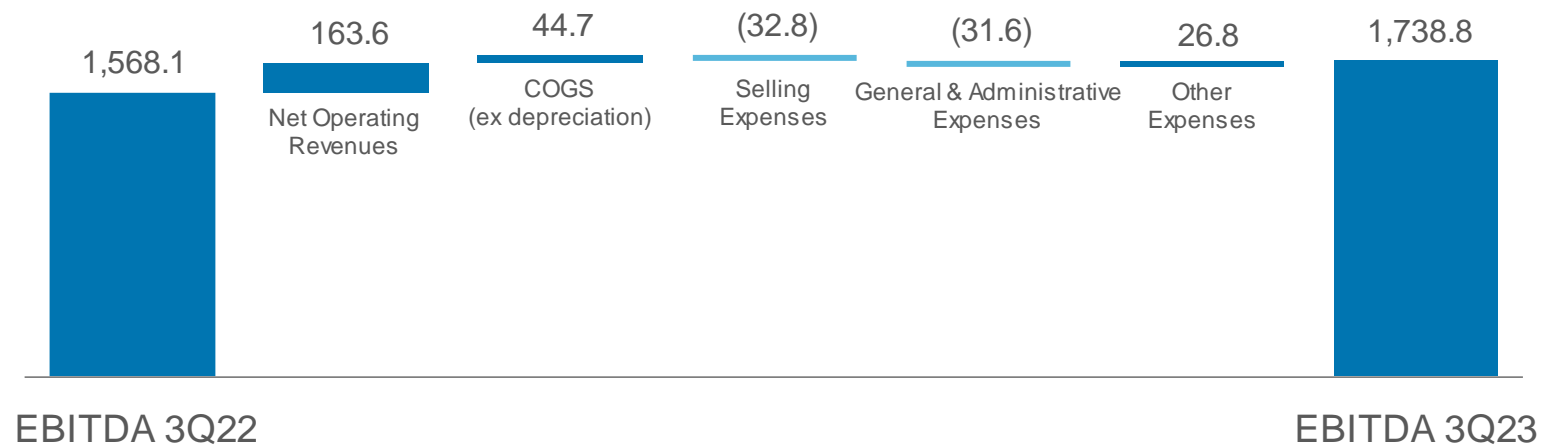 1,568.1
163.6
Net Operating
Revenues
44.7
COGS
(ex depreciation)
(32.8)
Selling
Expenses
(31.6)
General & Administrative
Expenses
26.8
Other
Expenses
1,738.8
EBITDA 3Q22
EBITDA 3Q23